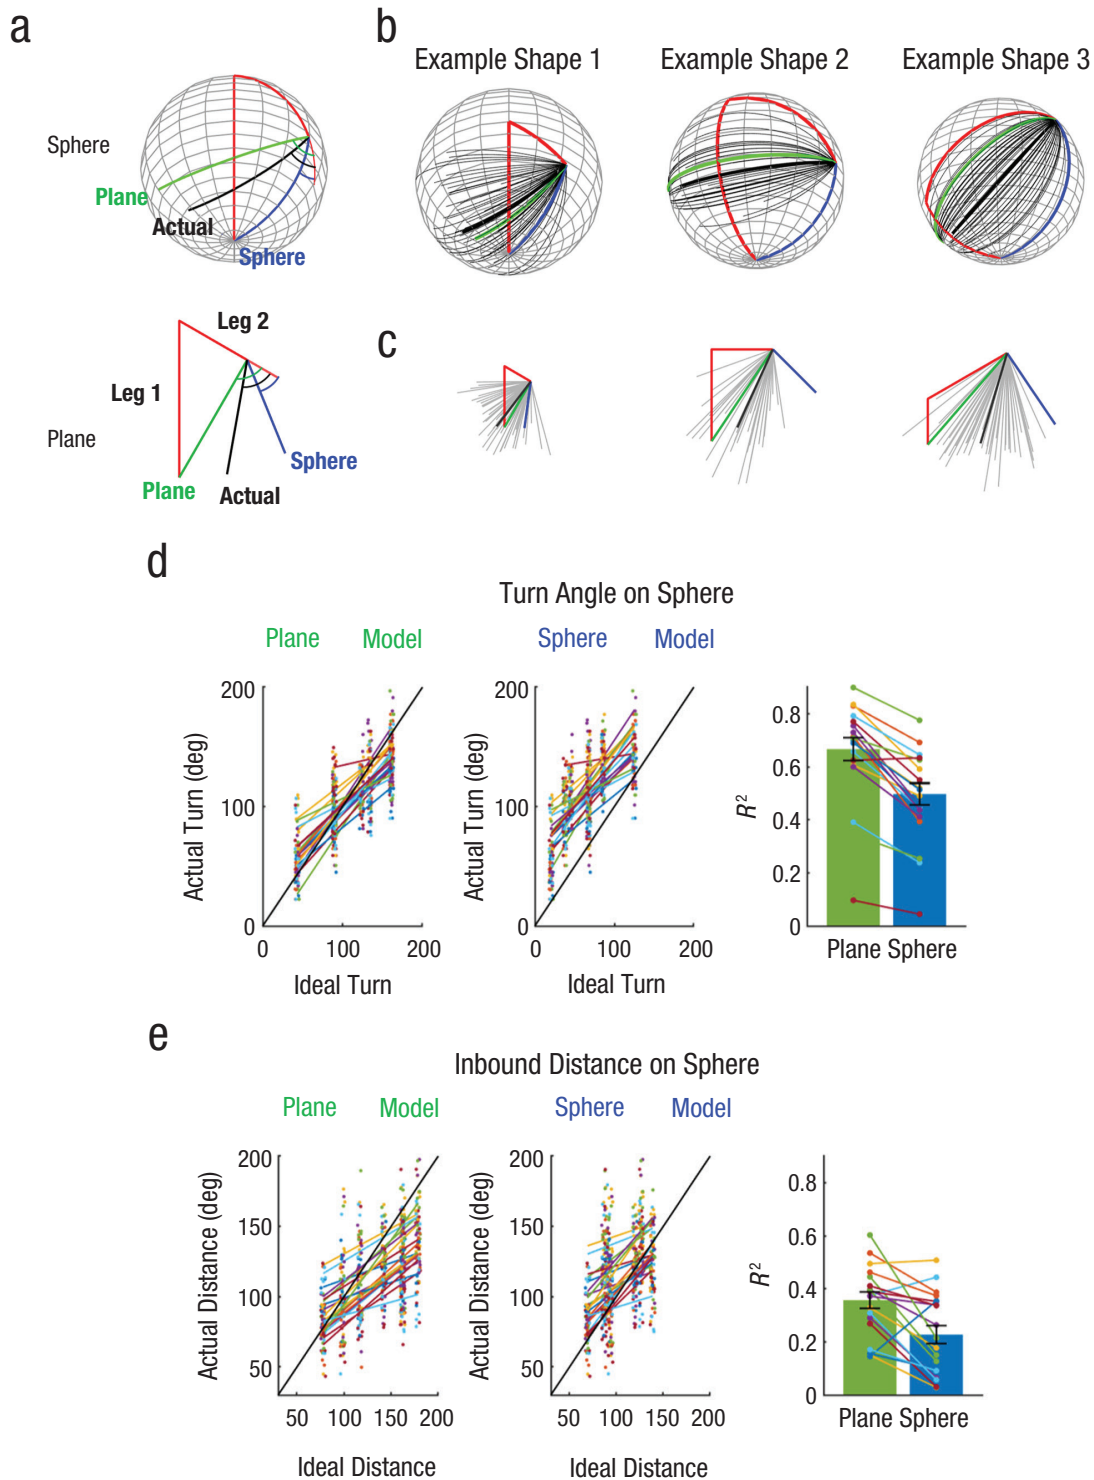 a
b
Example Shape 1
Example Shape 2
Example Shape 3
Sphere
Plane
Actual
Sphere
Leg 2
Leg 1
Plane
Plane
Actual
Sphere
c
d
Turn Angle on Sphere
Plane Model
Sphere Model
Actual Turn (deg)
200
100
0
0 100 200
Ideal Turn
Actual Turn (deg)
200
100
0
0 100 200
Ideal Turn
R²
0.8
0.6
0.4
0.2
0
Plane Sphere
e
Inbound Distance on Sphere
Plane Model
Sphere Model
Actual Distance (deg)
200
150
100
50
50 100 150 200
Ideal Distance
Actual Distance (deg)
200
150
100
50
50 100 150 200
Ideal Distance
R²
0.8
0.6
0.4
0.2
0
Plane Sphere